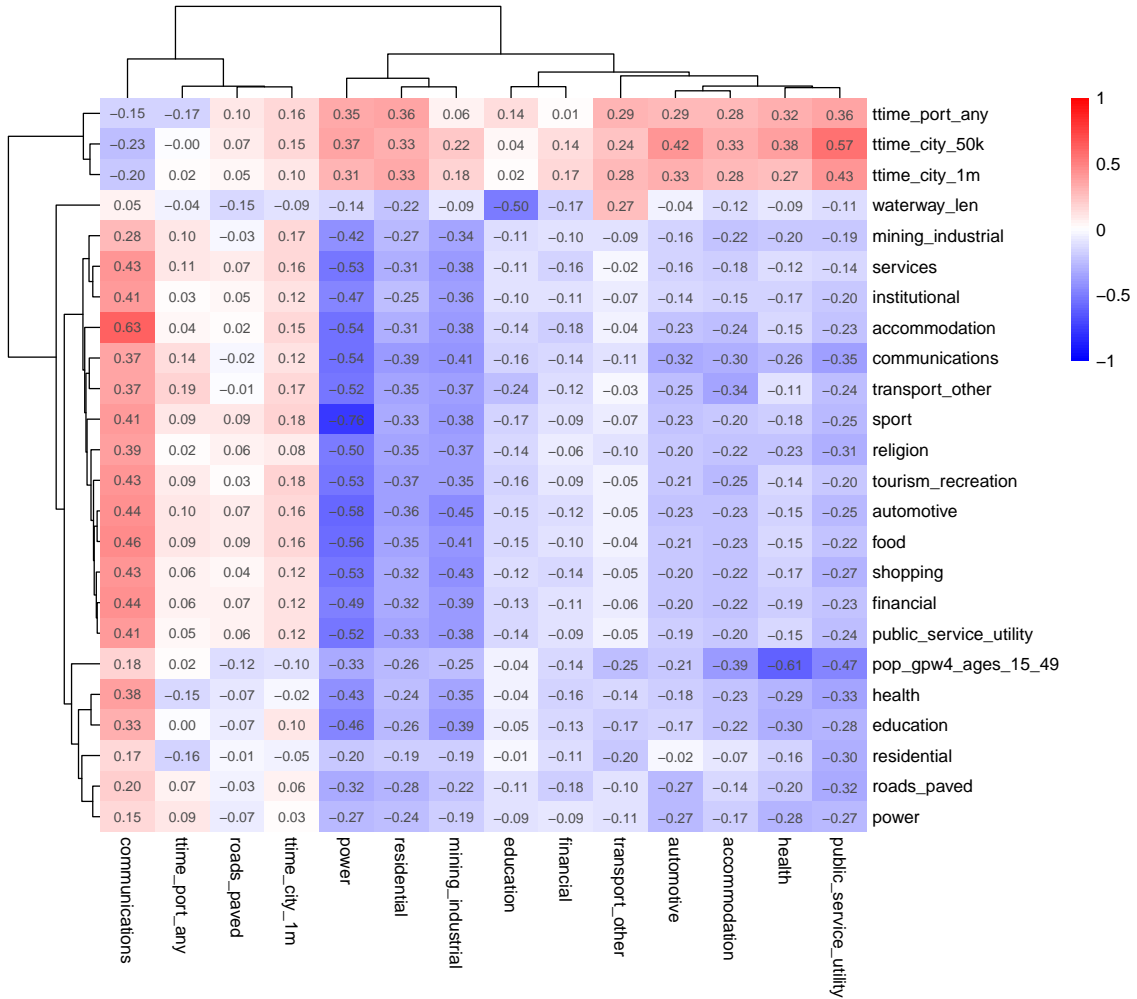 −0.15 −0.17 0.10 0.16 0.35 0.36 0.06 0.14 0.01 0.29 0.29 0.28 0.32 0.36 ttime_port_any
−0.23 −0.00 0.07 0.15 0.37 0.33 0.22 0.04 0.14 0.24 0.42 0.33 0.38 0.57 ttime_city_50k
−0.20 0.02 0.05 0.10 0.31 0.33 0.18 0.02 0.17 0.28 0.33 0.28 0.27 0.43 ttime_city_1m
0.05 −0.04 −0.15 −0.09 −0.14 −0.22 −0.09 −0.50 −0.17 0.27 −0.04 −0.12 −0.09 −0.11 waterway_len
0.28 0.10 −0.03 0.17 −0.42 −0.27 −0.34 −0.11 −0.10 −0.09 −0.16 −0.22 −0.20 −0.19 mining_industrial
0.43 0.11 0.07 0.16 −0.53 −0.31 −0.38 −0.11 −0.16 −0.02 −0.16 −0.18 −0.12 −0.14 services
0.41 0.03 0.05 0.12 −0.47 −0.25 −0.36 −0.10 −0.11 −0.07 −0.14 −0.15 −0.17 −0.20 institutional
0.63 0.04 0.02 0.15 −0.54 −0.31 −0.38 −0.14 −0.18 −0.04 −0.23 −0.24 −0.15 −0.23 accommodation
0.37 0.14 −0.02 0.12 −0.54 −0.39 −0.41 −0.16 −0.14 −0.11 −0.32 −0.30 −0.26 −0.35 communications
0.37 0.19 −0.01 0.17 −0.52 −0.35 −0.37 −0.24 −0.12 −0.03 −0.25 −0.34 −0.11 −0.24 transport_other
0.41 0.09 0.09 0.18 −0.33 −0.38 −0.17 −0.09 −0.07 −0.23 −0.20 −0.18 −0.25 sport
0.39 0.02 0.06 0.08 −0.50 −0.35 −0.37 −0.14 −0.06 −0.10 −0.20 −0.22 −0.23 −0.31 religion
0.43 0.09 0.03 0.18 −0.53 −0.37 −0.35 −0.16 −0.09 −0.05 −0.21 −0.25 −0.14 −0.20 tourism_recreation
0.44 0.10 0.07 0.16 −0.58 −0.36 −0.45 −0.15 −0.12 −0.05 −0.23 −0.23 −0.15 −0.25 automotive
0.46 0.09 0.09 0.16 −0.56 −0.35 −0.41 −0.15 −0.10 −0.04 −0.21 −0.23 −0.15 −0.22 food
0.43 0.06 0.04 0.12 −0.53 −0.32 −0.43 −0.12 −0.14 −0.05 −0.20 −0.22 −0.17 −0.27 shopping
0.44 0.06 0.07 0.12 −0.49 −0.32 −0.39 −0.13 −0.11 −0.06 −0.20 −0.22 −0.19 −0.23 financial
0.41 0.05 0.06 0.12 −0.52 −0.33 −0.38 −0.14 −0.09 −0.05 −0.19 −0.20 −0.15 −0.24 public_service_utility
0.18 0.02 −0.12 −0.10 −0.33 −0.26 −0.25 −0.04 −0.14 −0.25 −0.21 −0.39 −0.61 −0.47 pop_gpw4_ages_15_49
0.38 −0.15 −0.07 −0.02 −0.43 −0.24 −0.35 −0.04 −0.16 −0.14 −0.18 −0.23 −0.29 −0.33 health
0.33 0.00 −0.07 0.10 −0.46 −0.26 −0.39 −0.05 −0.13 −0.17 −0.17 −0.22 −0.30 −0.28 education
0.17 −0.16 −0.01 −0.05 −0.20 −0.19 −0.19 −0.01 −0.11 −0.20 −0.02 −0.07 −0.16 −0.30 residential
0.20 0.07 −0.03 0.06 −0.32 −0.28 −0.22 −0.11 −0.18 −0.10 −0.27 −0.14 −0.20 −0.32 roads_paved
0.15 0.09 −0.07 0.03 −0.27 −0.24 −0.19 −0.09 −0.09 −0.11 −0.27 −0.17 −0.28 −0.27 power
communications
ttime_port_any
roads_paved
ttime_city_1m
power
residential
mining_industrial
education
financial
transport_other
automotive
accommodation
health
public_service_utility
1
0.5
0
−0.5
−1